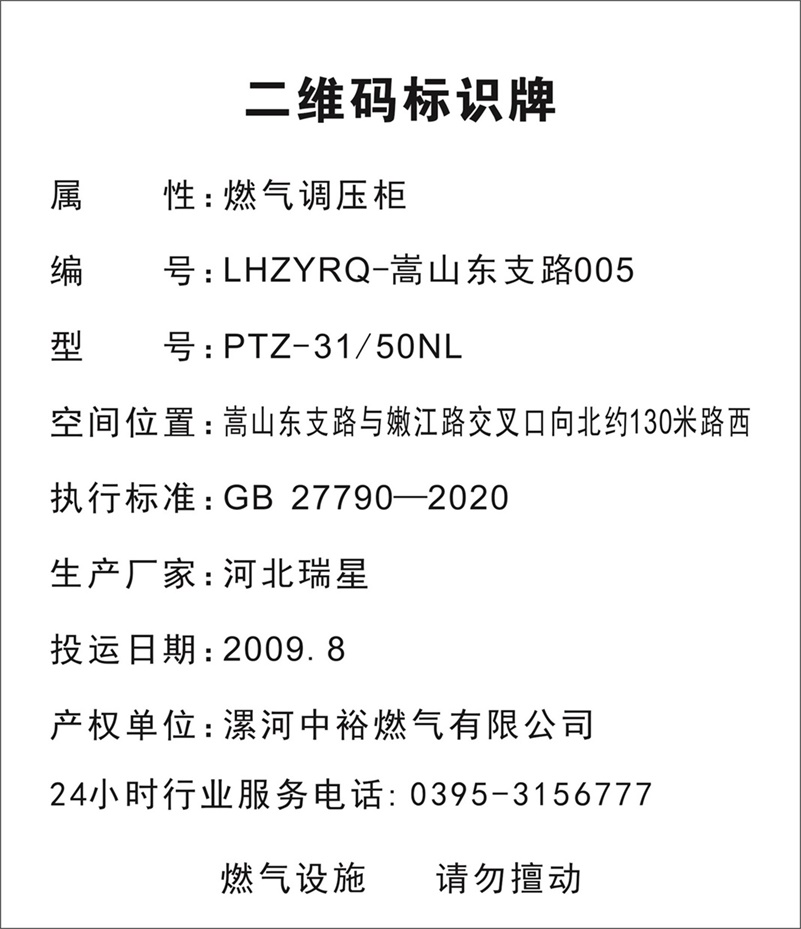 二维码标识牌
属 性:燃气调压柜
编 号:LHZYRQ-嵩山东支路005
型 号:PTZ-31/50NL
空间位置:嵩山东支路与嫩江路交叉口向北约130米路西
执行标准:GB 27790—2020
生产厂家:河北瑞星
投运日期:2009.8
产权单位:漯河中裕燃气有限公司
24小时行业服务电话:0395-3156777
燃气设施 请勿擅动